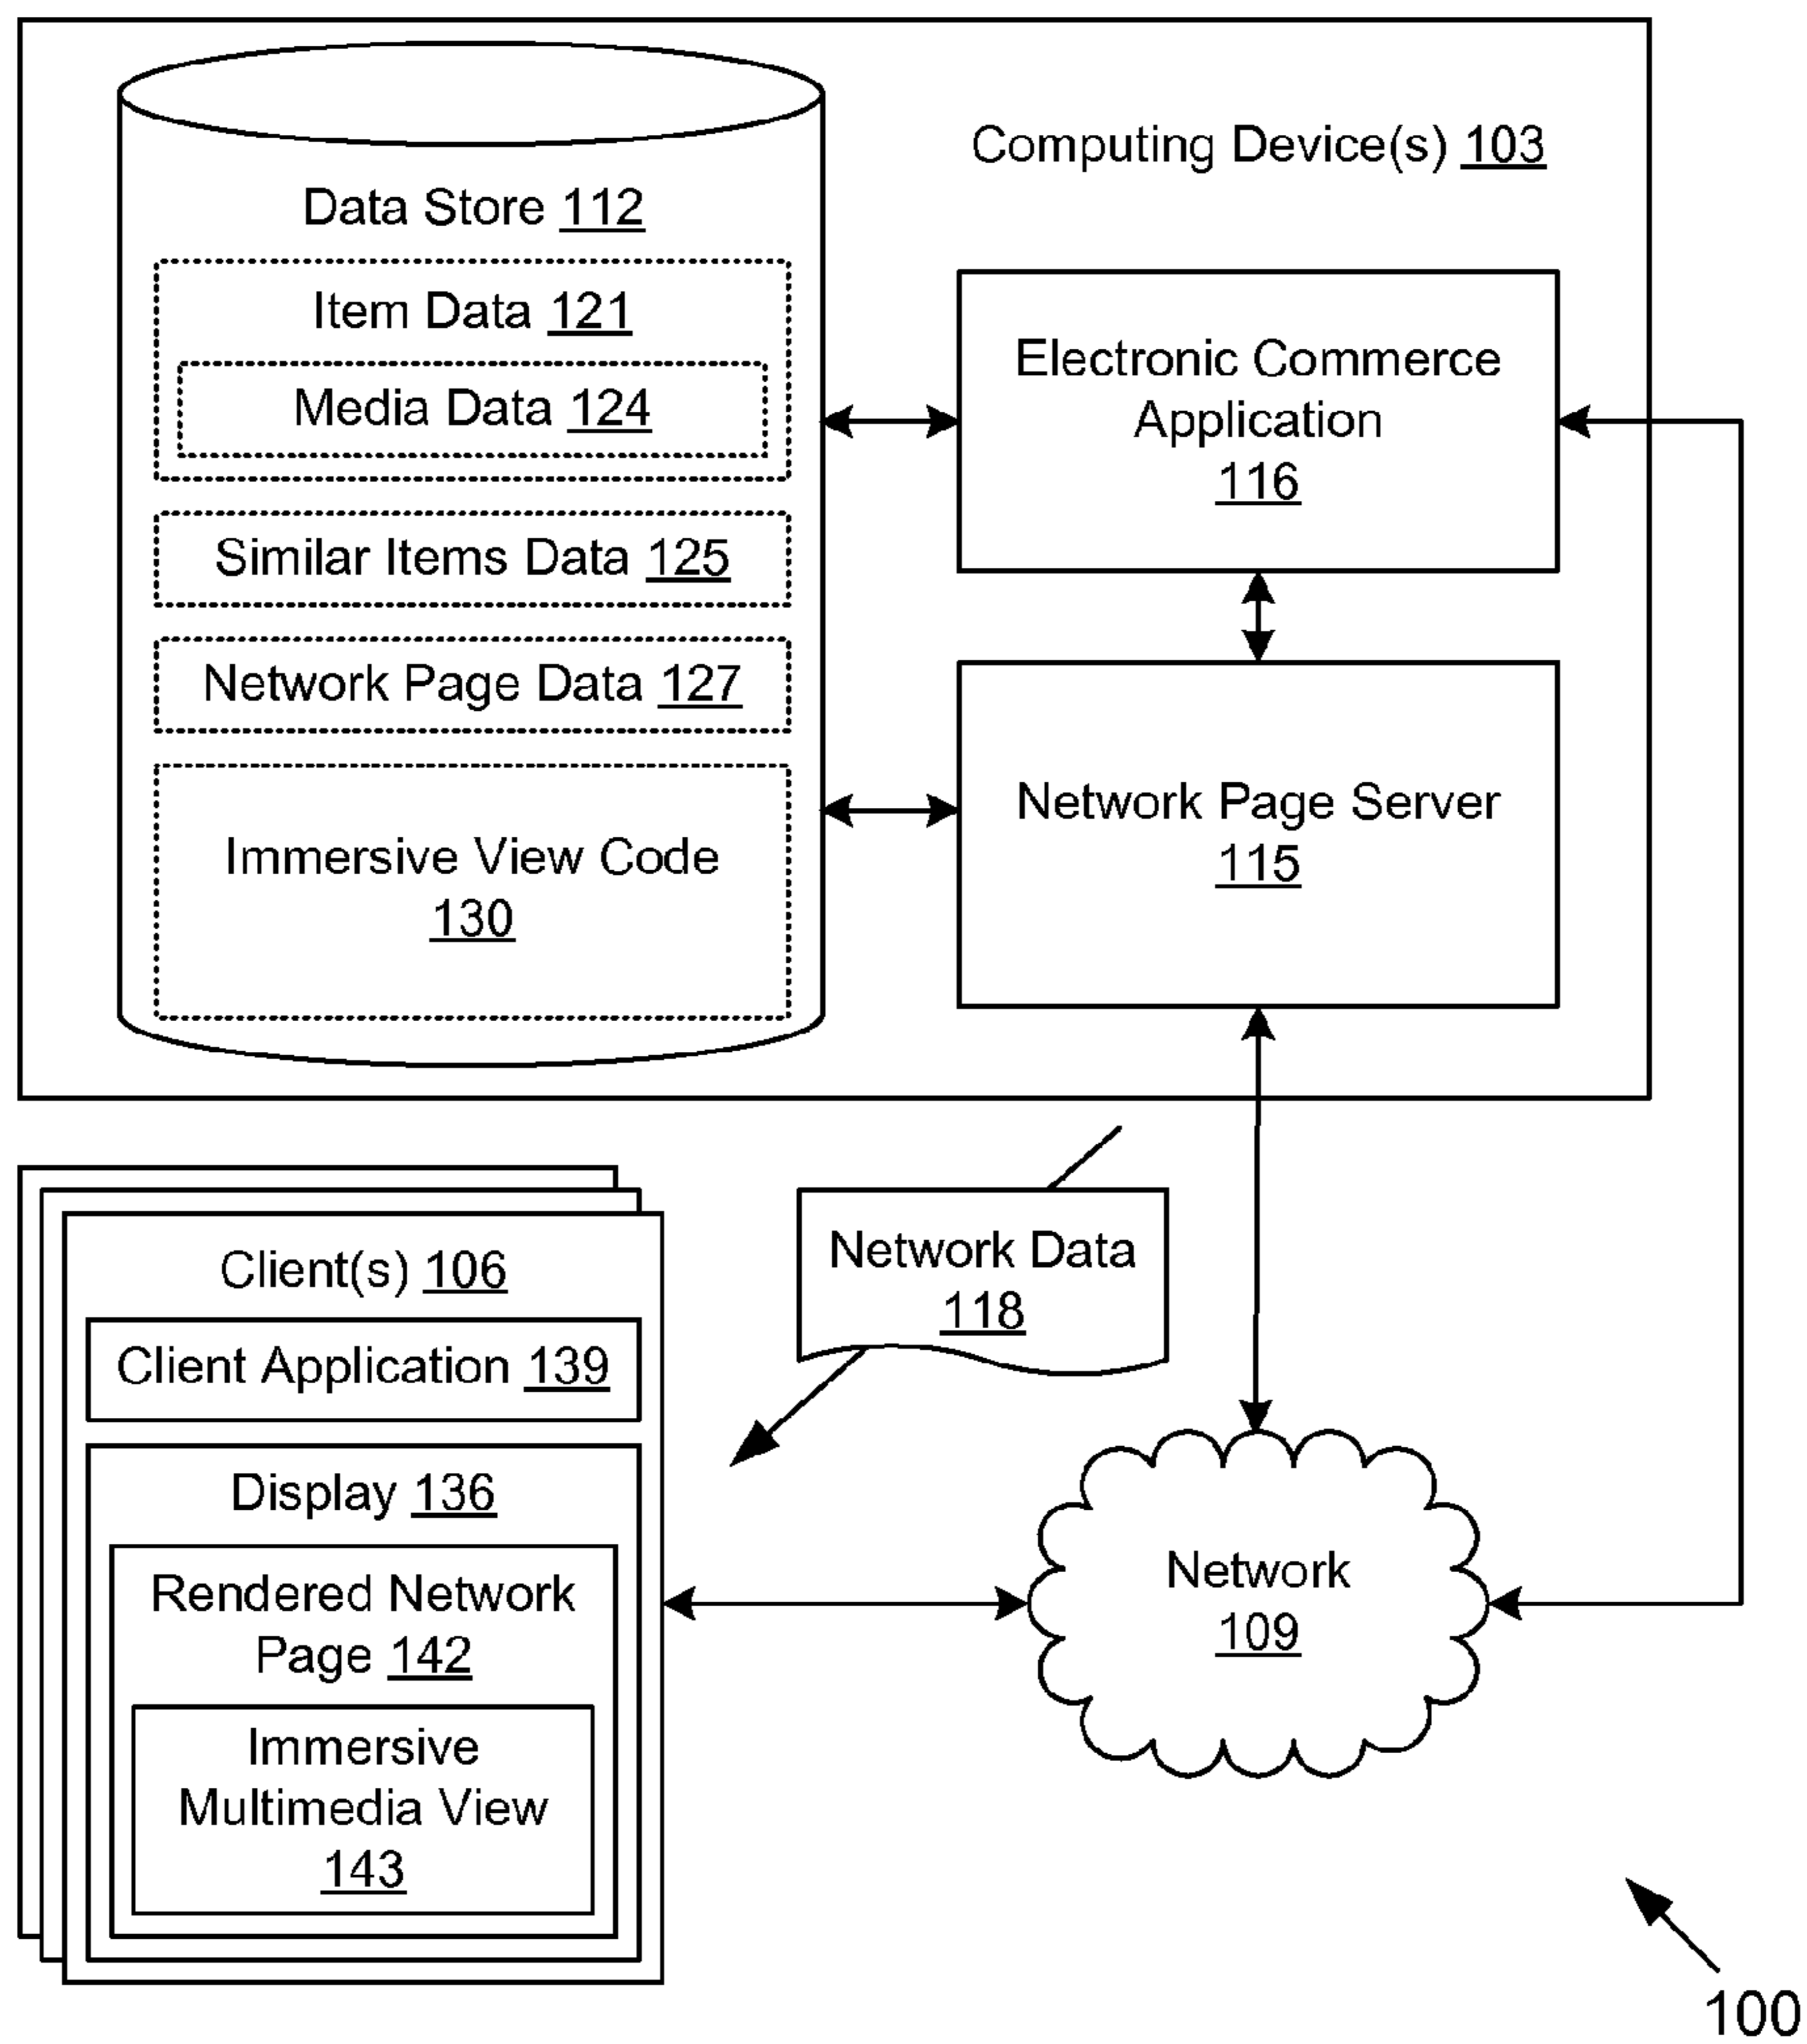 Computing Device(s) 103
Data Store 112
Item Data 121
Media Data 124
Similar Items Data 125
Network Page Data 127
Immersive View Code
130
Electronic Commerce
Application
116
Network Page Server
115
Network Data
118
Client(s) 106
Client Application 139
Display 136
Rendered Network
Page 142
Immersive
Multimedia View
143
Network
109
100